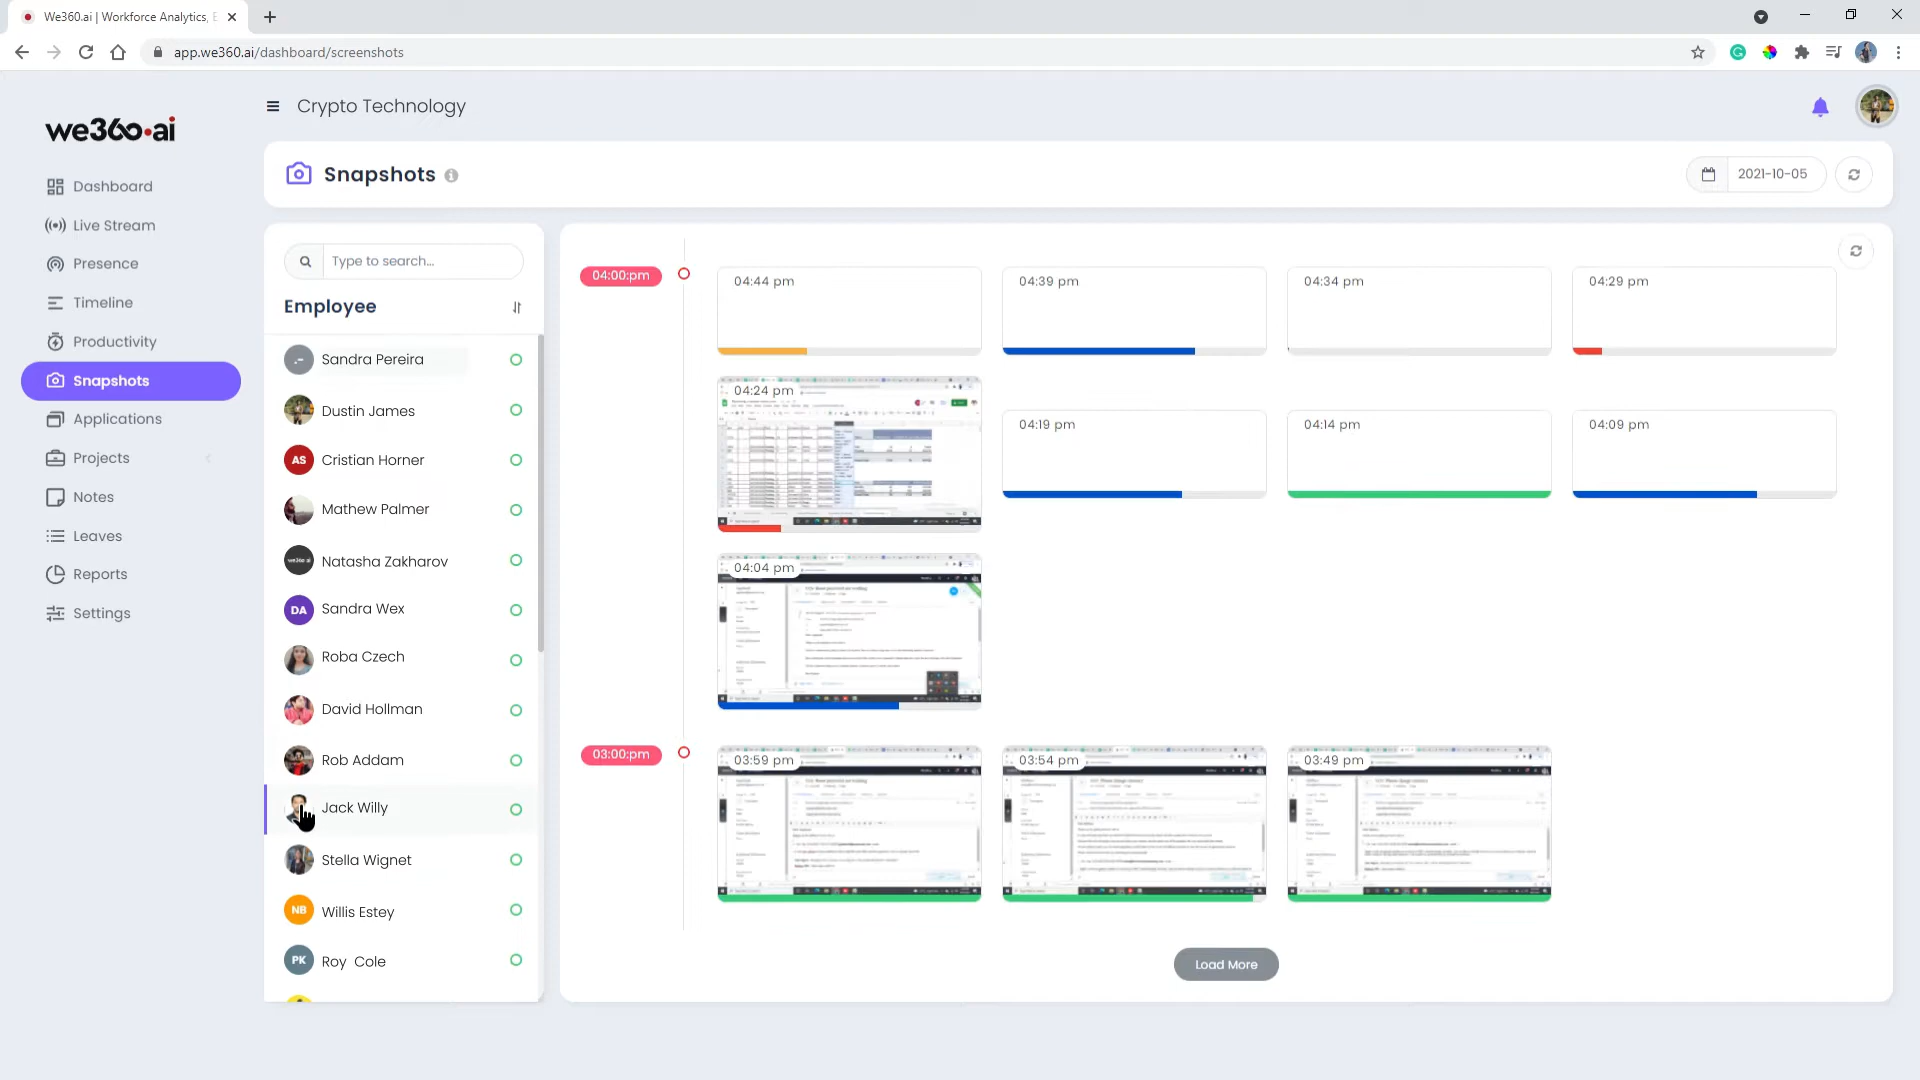 We360.ai | Workforce Analytics, E
app.we360.ai/dashboard/screenshots
we360.ai
Crypto Technology
Dashboard
Live Stream
Presence
Timeline
Productivity
Snapshots
Applications
Projects
Notes
Leaves
Reports
Settings
Snapshots
2021-10-05
Type to search...
Employee
Sandra Pereira
Dustin James
AS Cristian Horner
Mathew Palmer
we360.ai Natasha Zakharov
DA Sandra Wex
Roba Czech
David Hollman
Rob Addam
Jack Willy
Stella Wignet
NB Willis Estey
PK Roy Cole
04:00:pm
04:44 pm
04:39 pm
04:34 pm
04:29 pm
04:24 pm
04:19 pm
04:14 pm
04:09 pm
04:04 pm
03:00:pm
03:59 pm
03:54 pm
03:49 pm
Load More